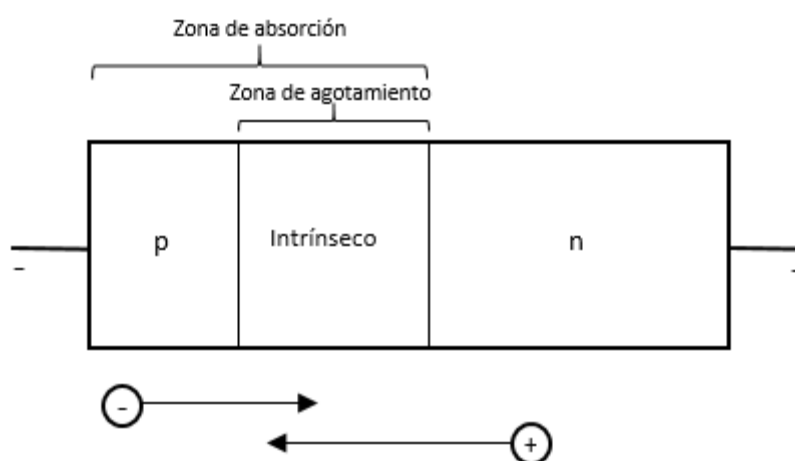 Zona de absorción
Zona de agotamiento
p
Intrínseco
n
-
-
-
+